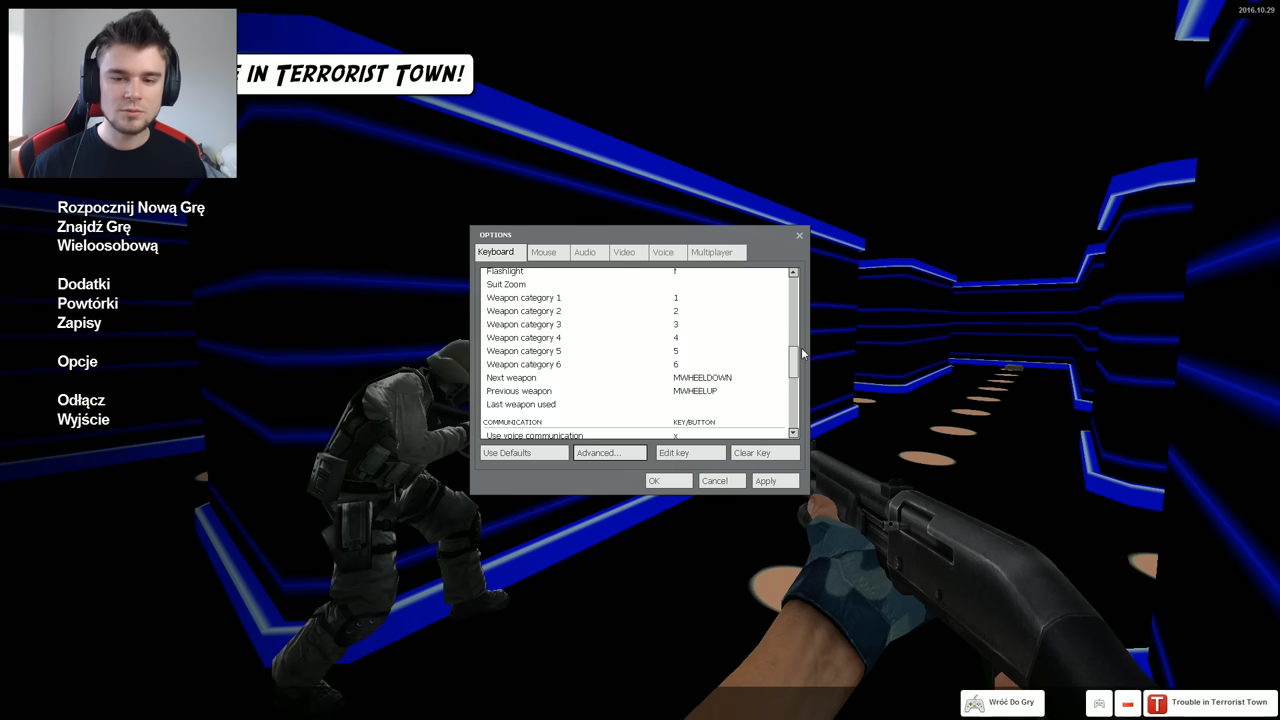 2016.10.29
E IN TERRORIST TOWN!
Rozpocznij Nową Grę
Znajdź Grę
Wieloosobową
Dodatki
Powtórki
Zapisy
Opcje
Odłącz
Wyjście
OPTIONS
Keyboard Mouse Audio Video Voice Multiplayer
Flashlight f
Suit Zoom
Weapon category 1 1
Weapon category 2 2
Weapon category 3 3
Weapon category 4 4
Weapon category 5 5
Weapon category 6 6
Next weapon MWHEELDOWN
Previous weapon MWHEELUP
Last weapon used
COMMUNICATION KEY/BUTTON
Use voice communication x
Use Defaults Advanced... Edit key Clear Key
OK Cancel Apply
Wróć Do Gry T Trouble in Terrorist Town